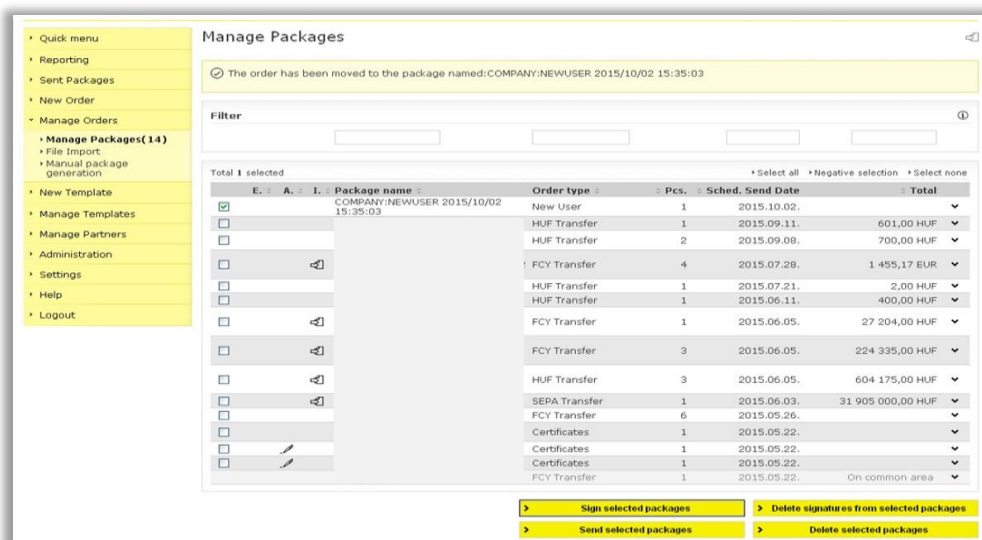 Quick menu
Reporting
Sent Packages
New Order
Manage Orders
Manage Packages(14)
File Import
Manual package
generation
New Template
Manage Templates
Manage Partners
Administration
Settings
Help
Logout
Manage Packages
The order has been moved to the package named:COMPANY:NEWUSER 2015/10/02 15:35:03
Filter
Total 1 selected Select all Negative selection Select none
E. A. I. Package name Order type Pcs. Sched. Send Date Total
COMPANY:NEWUSER 2015/10/02
15:35:03 New User 1 2015.10.02.
HUF Transfer 1 2015.09.11. 601,00 HUF
HUF Transfer 2 2015.09.08. 700,00 HUF
FCY Transfer 4 2015.07.28. 1 455,17 EUR
HUF Transfer 1 2015.07.21. 2,00 HUF
HUF Transfer 1 2015.06.11. 400,00 HUF
FCY Transfer 1 2015.06.05. 27 204,00 HUF
FCY Transfer 3 2015.06.05. 224 335,00 HUF
HUF Transfer 3 2015.06.05. 604 175,00 HUF
SEPA Transfer 1 2015.06.03. 31 905 000,00 HUF
FCY Transfer 6 2015.05.26.
Certificates 1 2015.05.22.
Certificates 1 2015.05.22.
Certificates 1 2015.05.22.
FCY Transfer 1 2015.05.22. On common area
Sign selected packages Delete signatures from selected packages
Send selected packages Delete selected packages